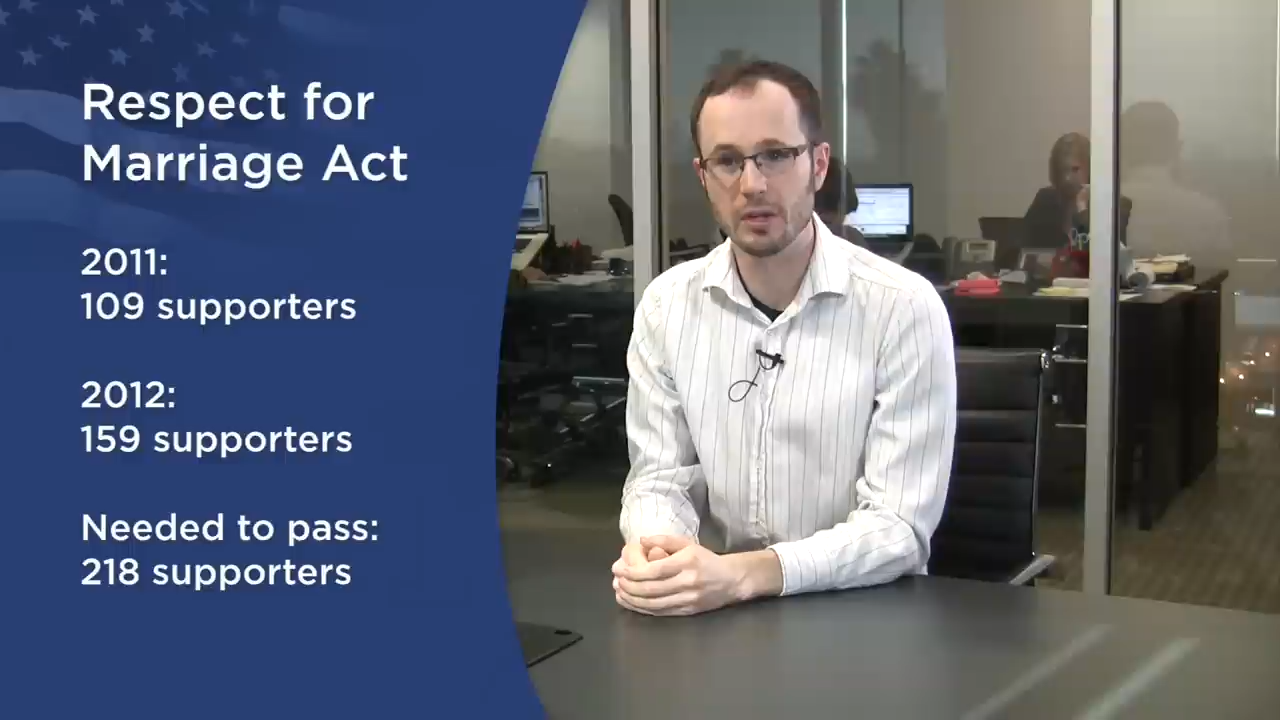 Respect for
Marriage Act
2011:
109 supporters
2012:
159 supporters
Needed to pass:
218 supporters